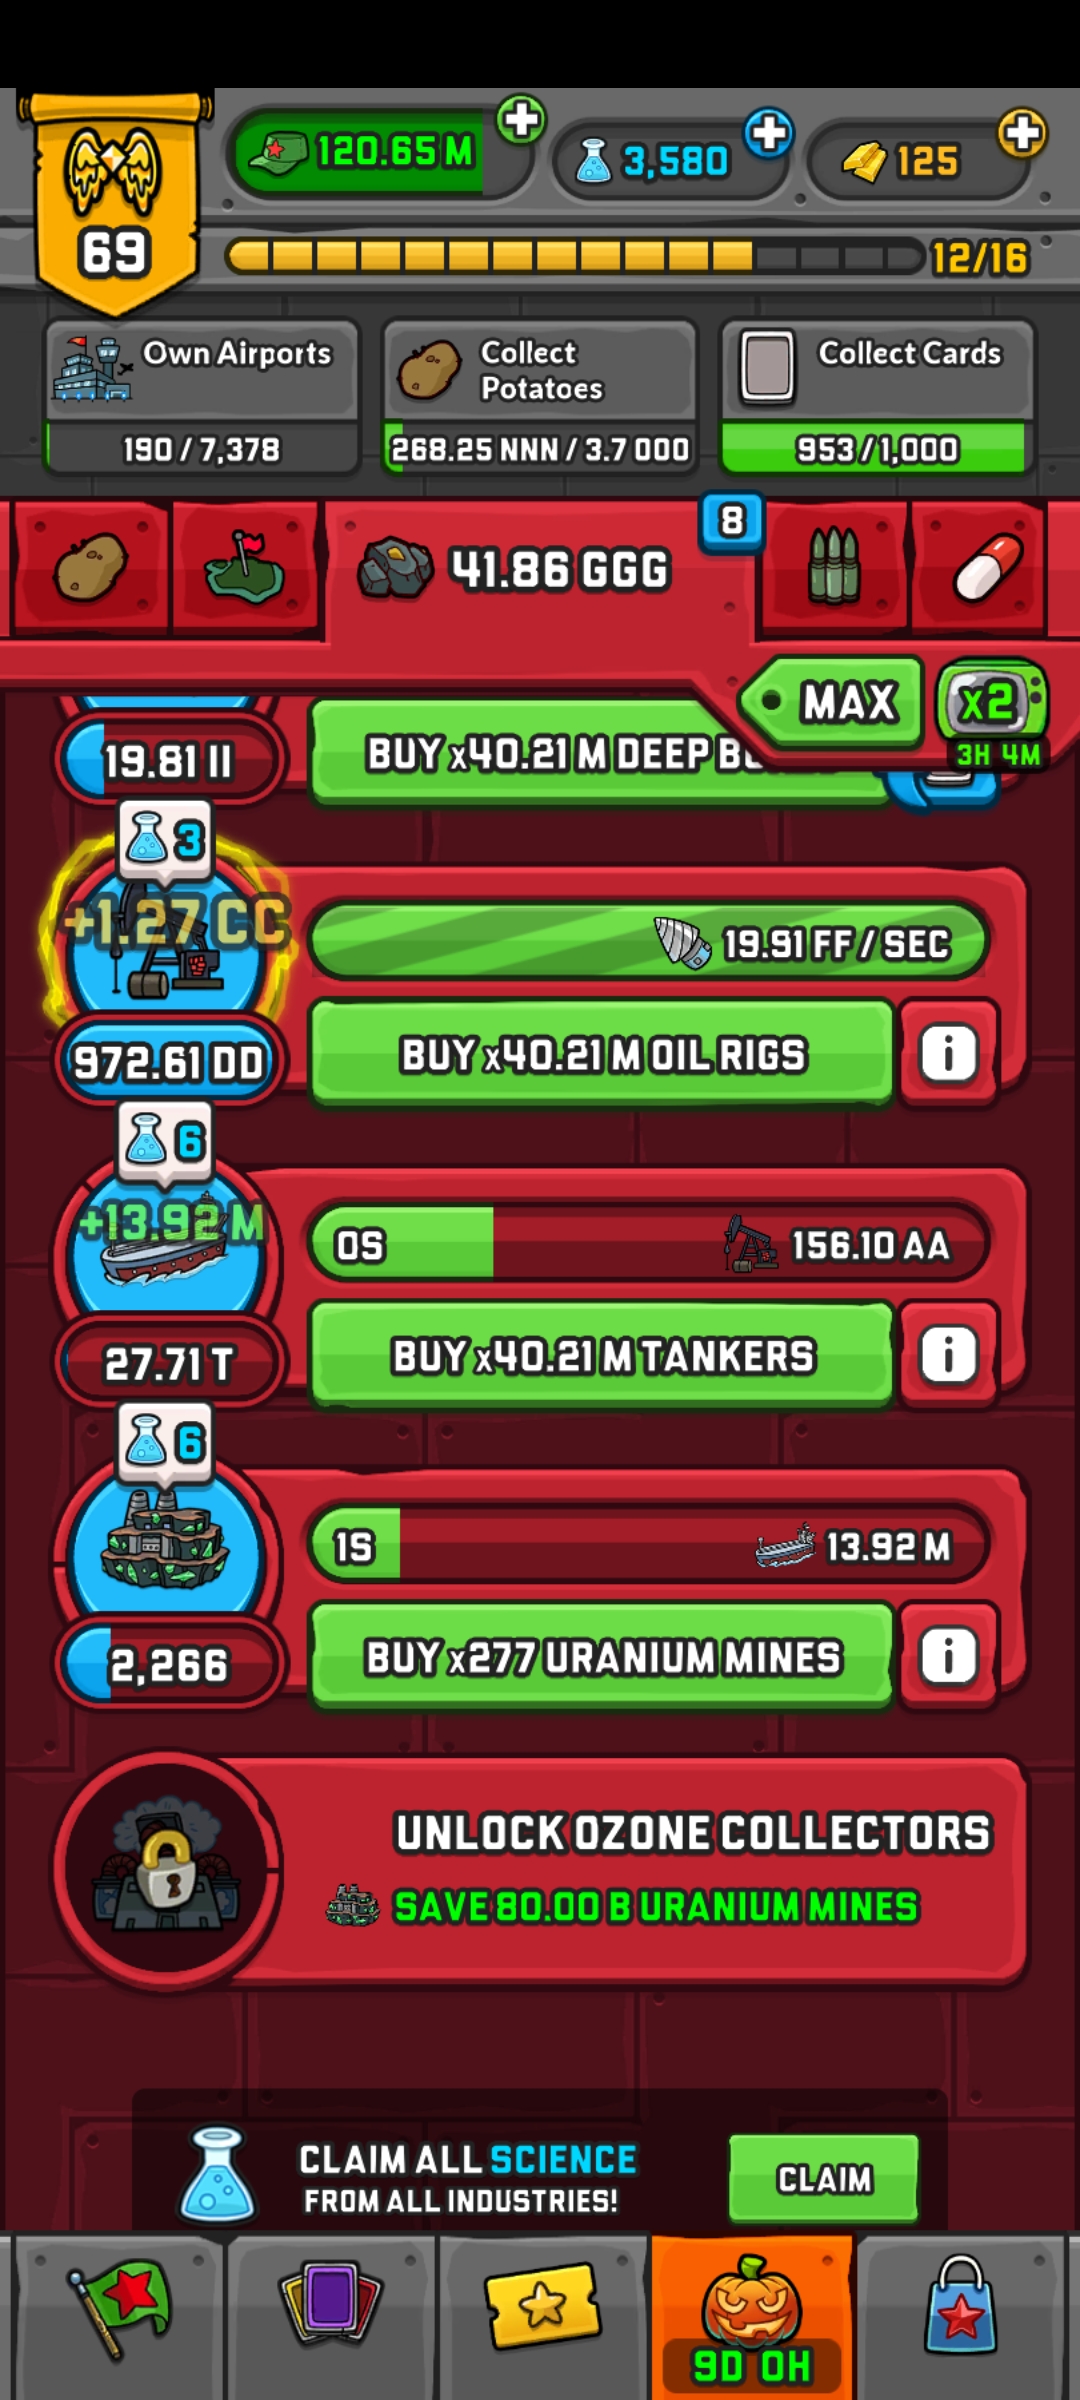 120.65 M
3,580
125
69
12/16
Own Airports
190 / 7,378
Collect
Potatoes
268.25 NNN / 3.7 OOO
Collect Cards
953 / 1,000
41.86 GGG
8
MAX
x2
3H 4M
19.81 II
BUY x40.21 M DEEP
3
+1.27 CC
19.91 FF / SEC
972.61 DD
BUY x40.21 M OIL RIGS
i
6
+13.92 M
0S
156.10 AA
27.71 T
BUY x40.21 M TANKERS
i
6
1S
13.92 M
2,266
BUY x277 URANIUM MINES
i
UNLOCK OZONE COLLECTORS
SAVE 80.00 B URANIUM MINES
CLAIM ALL SCIENCE
FROM ALL INDUSTRIES!
CLAIM
9D 0H